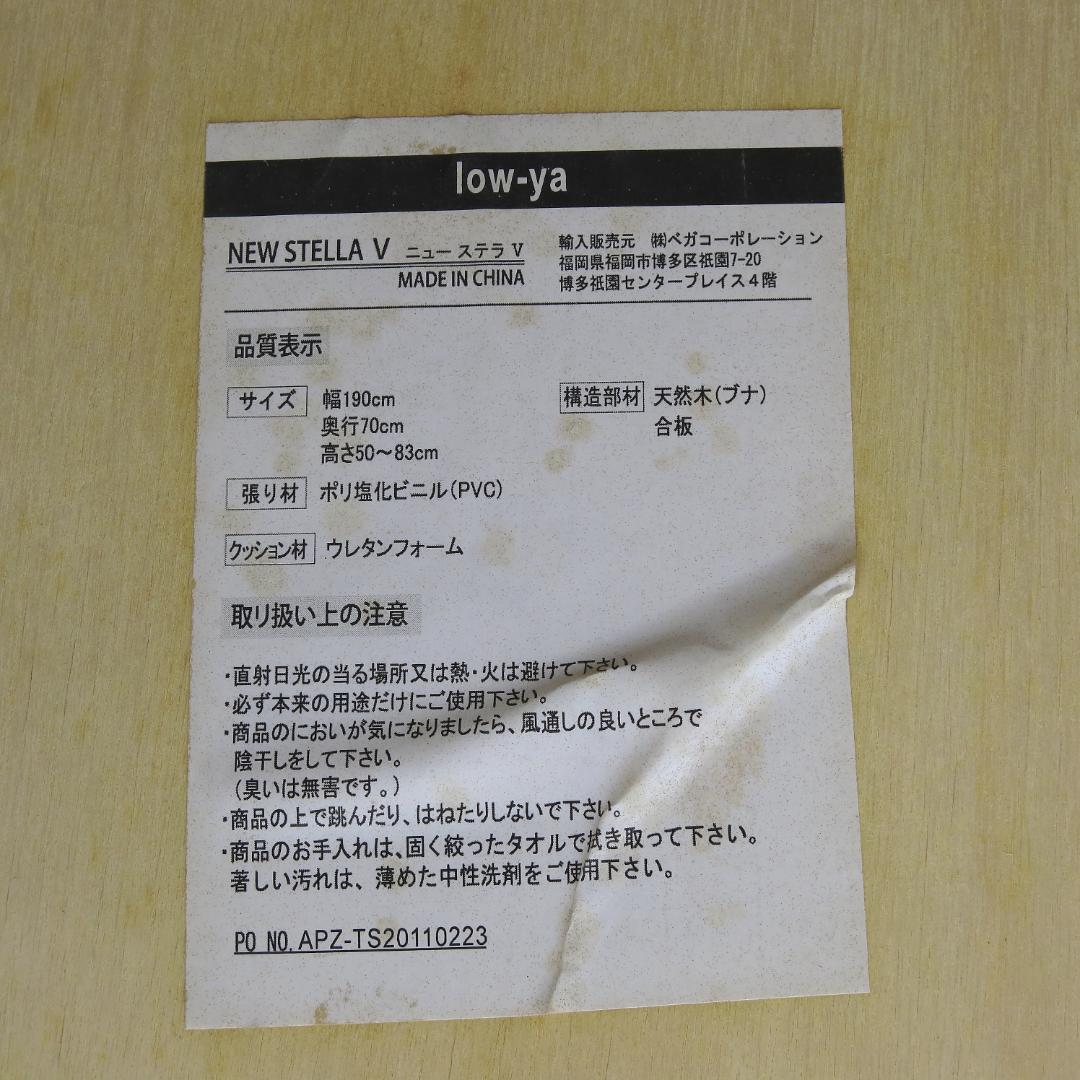 low-ya
NEW STELLA V ニュー ステラ V
MADE IN CHINA
輸入販売元 ㈱ベガコーポレーション
福岡県福岡市博多区祇園7-20
博多祇園センタープレイス4階
品質表示
サイズ 幅190cm
奥行70cm
高さ50～83cm
構造部材 天然木(ブナ)
合板
張り材 ポリ塩化ビニル(PVC)
クッション材 ウレタンフォーム
取り扱い上の注意
・直射日光の当る場所又は熱・火は避けて下さい。
・必ず本来の用途だけにご使用下さい。
・商品のにおいが気になりましたら、風通しの良いところで
陰干しをして下さい。
(臭いは無害です。)
・商品の上で跳んだり、はねたりしないで下さい。
・商品のお手入れは、固く絞ったタオルで拭き取って下さい。
著しい汚れは、薄めた中性洗剤をご使用下さい。
PO NO. APZ-TS20110223